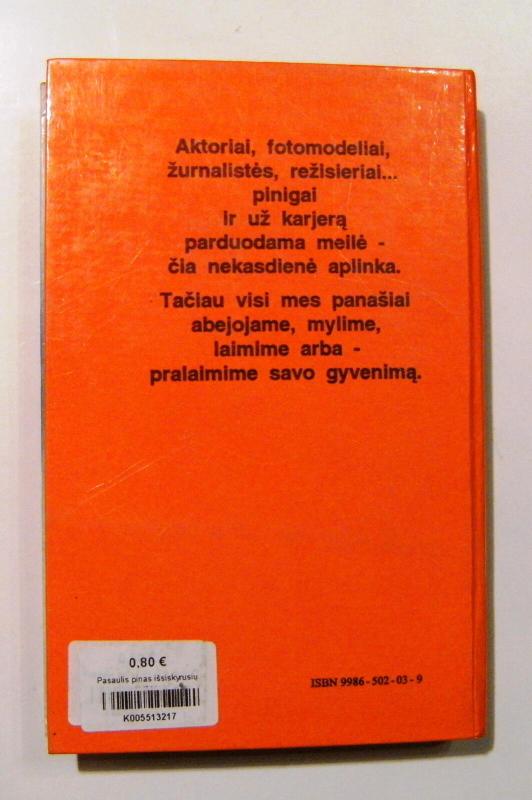 Aktoriai, fotomodeliai,
žurnalistės, režisieriai...
pinigai
ir už karjerą
parduodama meilė -
čia nekasdienė aplinka.
Tačiau visi mes panašiai
abejojame, mylime,
laimime arba -
pralaimime savo gyvenimą.
0,80 €
Pasaulis pinas išsiskyrusiu
K005513217
ISBN 9986-502-03-9